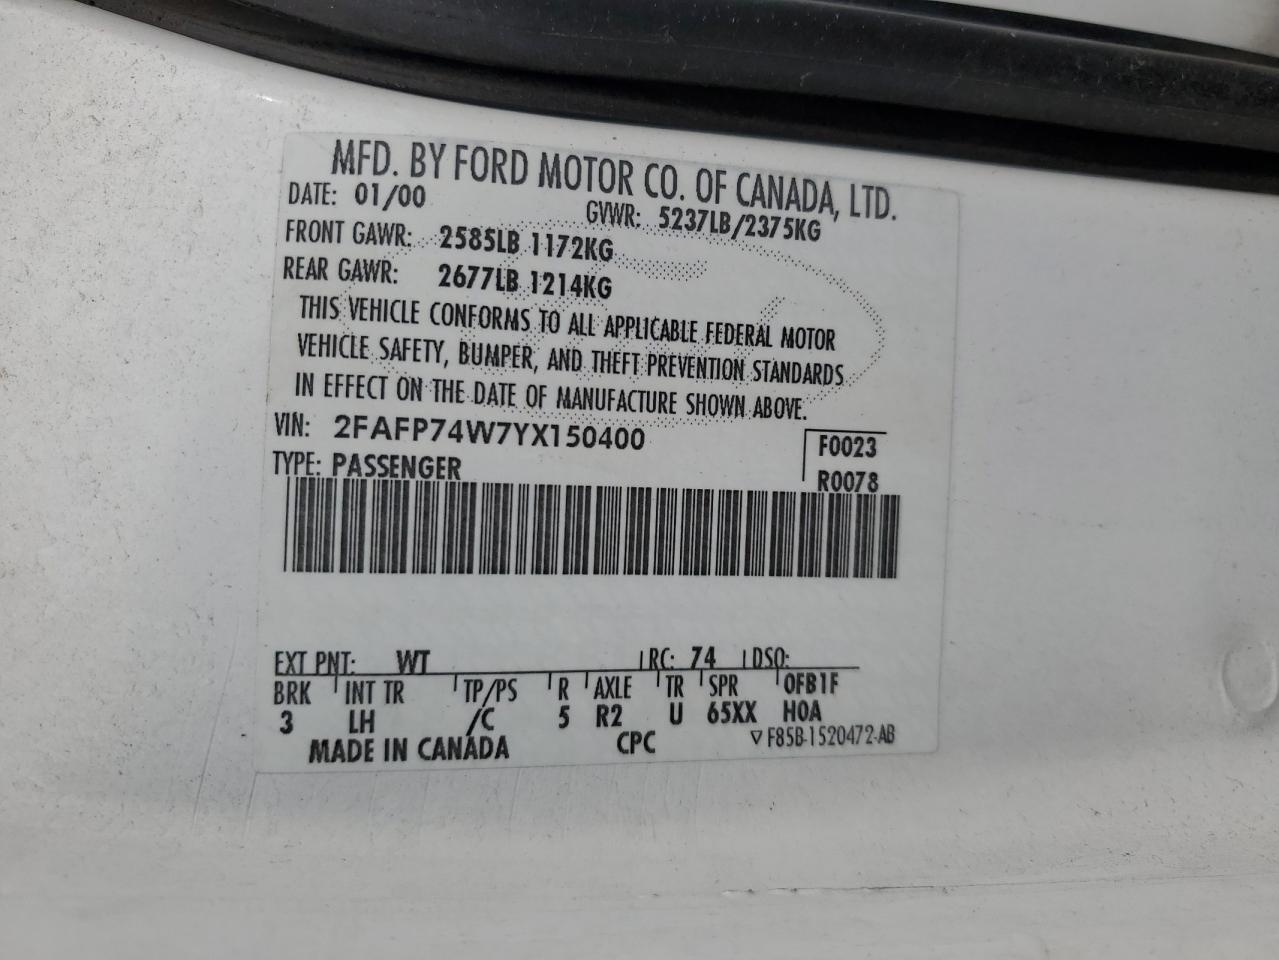 MFD. BY FORD MOTOR CO. OF CANADA, LTD.
DATE: 01/00 GVWR: 5237LB/2375KG
FRONT GAWR: 2585LB 1172KG
REAR GAWR: 2677LB 1214KG
THIS VEHICLE CONFORMS TO ALL APPLICABLE FEDERAL MOTOR
VEHICLE SAFETY, BUMPER, AND THEFT PREVENTION STANDARDS
IN EFFECT ON THE DATE OF MANUFACTURE SHOWN ABOVE.
VIN: 2FAFP74W7YX150400 F0023
TYPE: PASSENGER R0078
EXT PNT: WT RC: 74 DSO:
BRK INT TR TP/PS R AXLE TR SPR 0FB1F
3 LH /C 5 R2 U 65XX H0A
MADE IN CANADA CPC ▽ F85B-1520472-AB